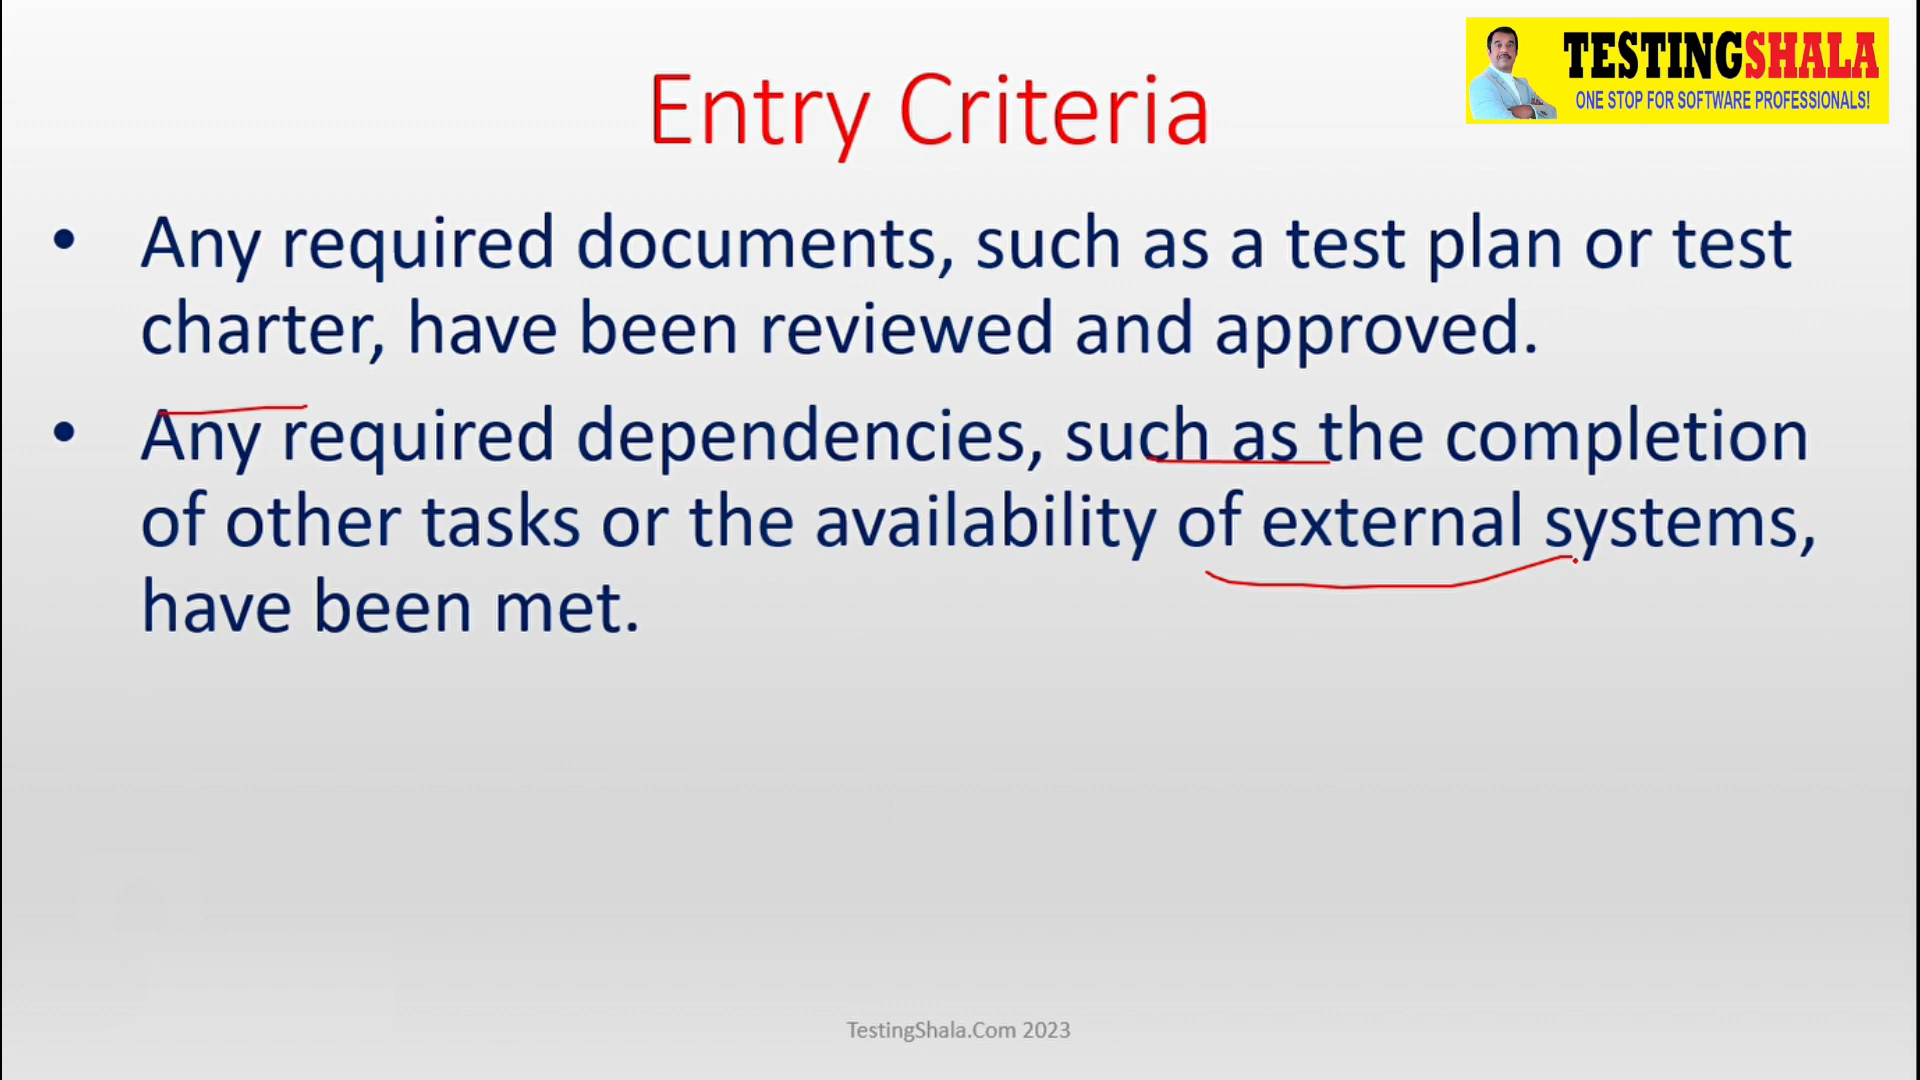 TESTINGSHALA
ONE STOP FOR SOFTWARE PROFESSIONALS!
Entry Criteria
• Any required documents, such as a test plan or test
charter, have been reviewed and approved.
• Any required dependencies, such as the completion
of other tasks or the availability of external systems,
have been met.
TestingShala.Com 2023